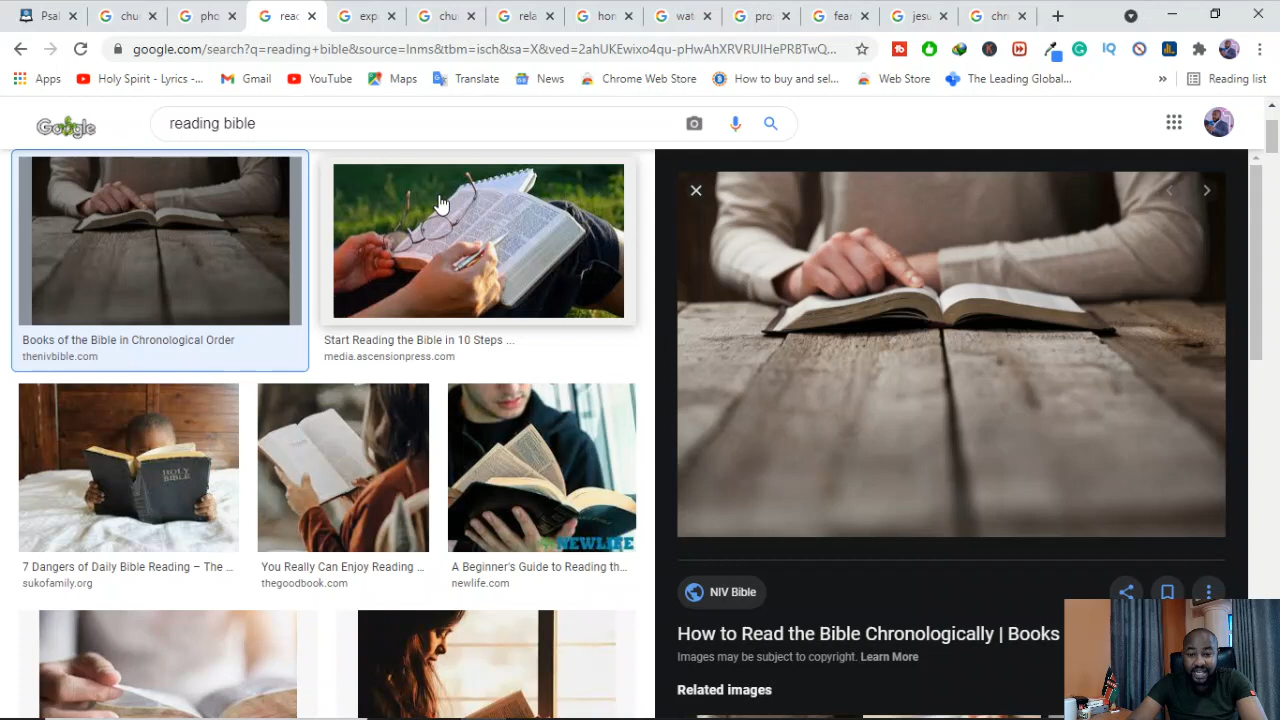 Psal
chu
pho
reac
exp
chu
rela
hor
wat
pro
fear
jesu
chri
google.com/search?q=reading+bible&source=lnms&tbm=isch&sa=X&ved=2ahUKEwixo4qu-pHwAhXRVRUIHePRBTwQ...
Apps
Holy Spirit - Lyrics -...
Gmail
YouTube
Maps
Translate
News
Chrome Web Store
How to buy and sel...
Web Store
The Leading Global...
»
Reading list
Google
reading bible
Books of the Bible in Chronological Order
thenivbible.com
Start Reading the Bible in 10 Steps ...
media.ascensionpress.com
HOLY
BIBLE
NEWLIFE
7 Dangers of Daily Bible Reading – The ...
sukofamily.org
You Really Can Enjoy Reading ...
thegoodbook.com
A Beginner's Guide to Reading th...
newlife.com
NIV Bible
How to Read the Bible Chronologically | Books
Images may be subject to copyright. Learn More
Related images